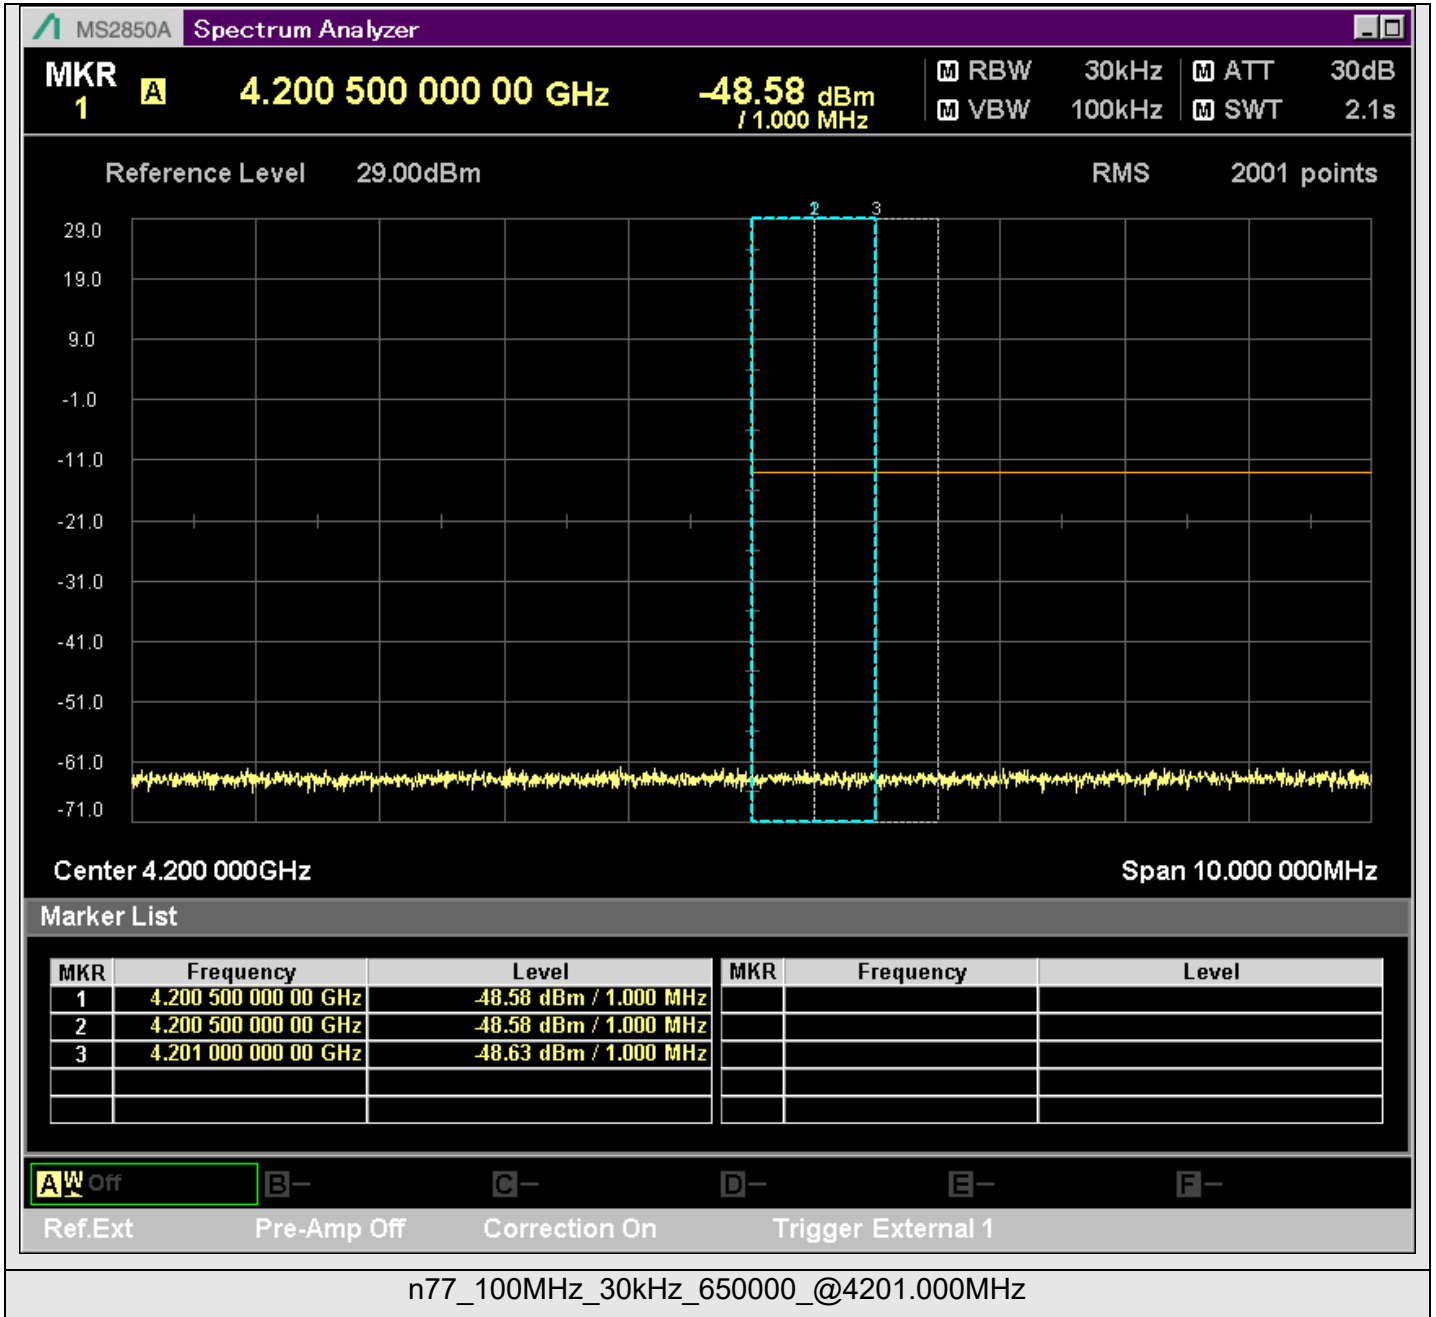 MS2850A Spectrum Analyzer
MKR 1 A 4.200 500 000 00 GHz -48.58 dBm / 1.000 MHz
M RBW 30kHz M ATT 30dB
M VBW 100kHz M SWT 2.1s
Reference Level 29.00dBm RMS 2001 points
1 2 3
29.0
19.0
9.0
-1.0
-11.0
-21.0
-31.0
-41.0
-51.0
-61.0
-71.0
Center 4.200 000GHz Span 10.000 000MHz
Marker List
MKR Frequency Level MKR Frequency Level
1 4.200 500 000 00 GHz -48.58 dBm / 1.000 MHz
2 4.200 500 000 00 GHz -48.58 dBm / 1.000 MHz
3 4.201 000 000 00 GHz -48.63 dBm / 1.000 MHz
A W Off B – C – D – E – F –
Ref.Ext Pre-Amp Off Correction On Trigger External 1
n77_100MHz_30kHz_650000_@4201.000MHz